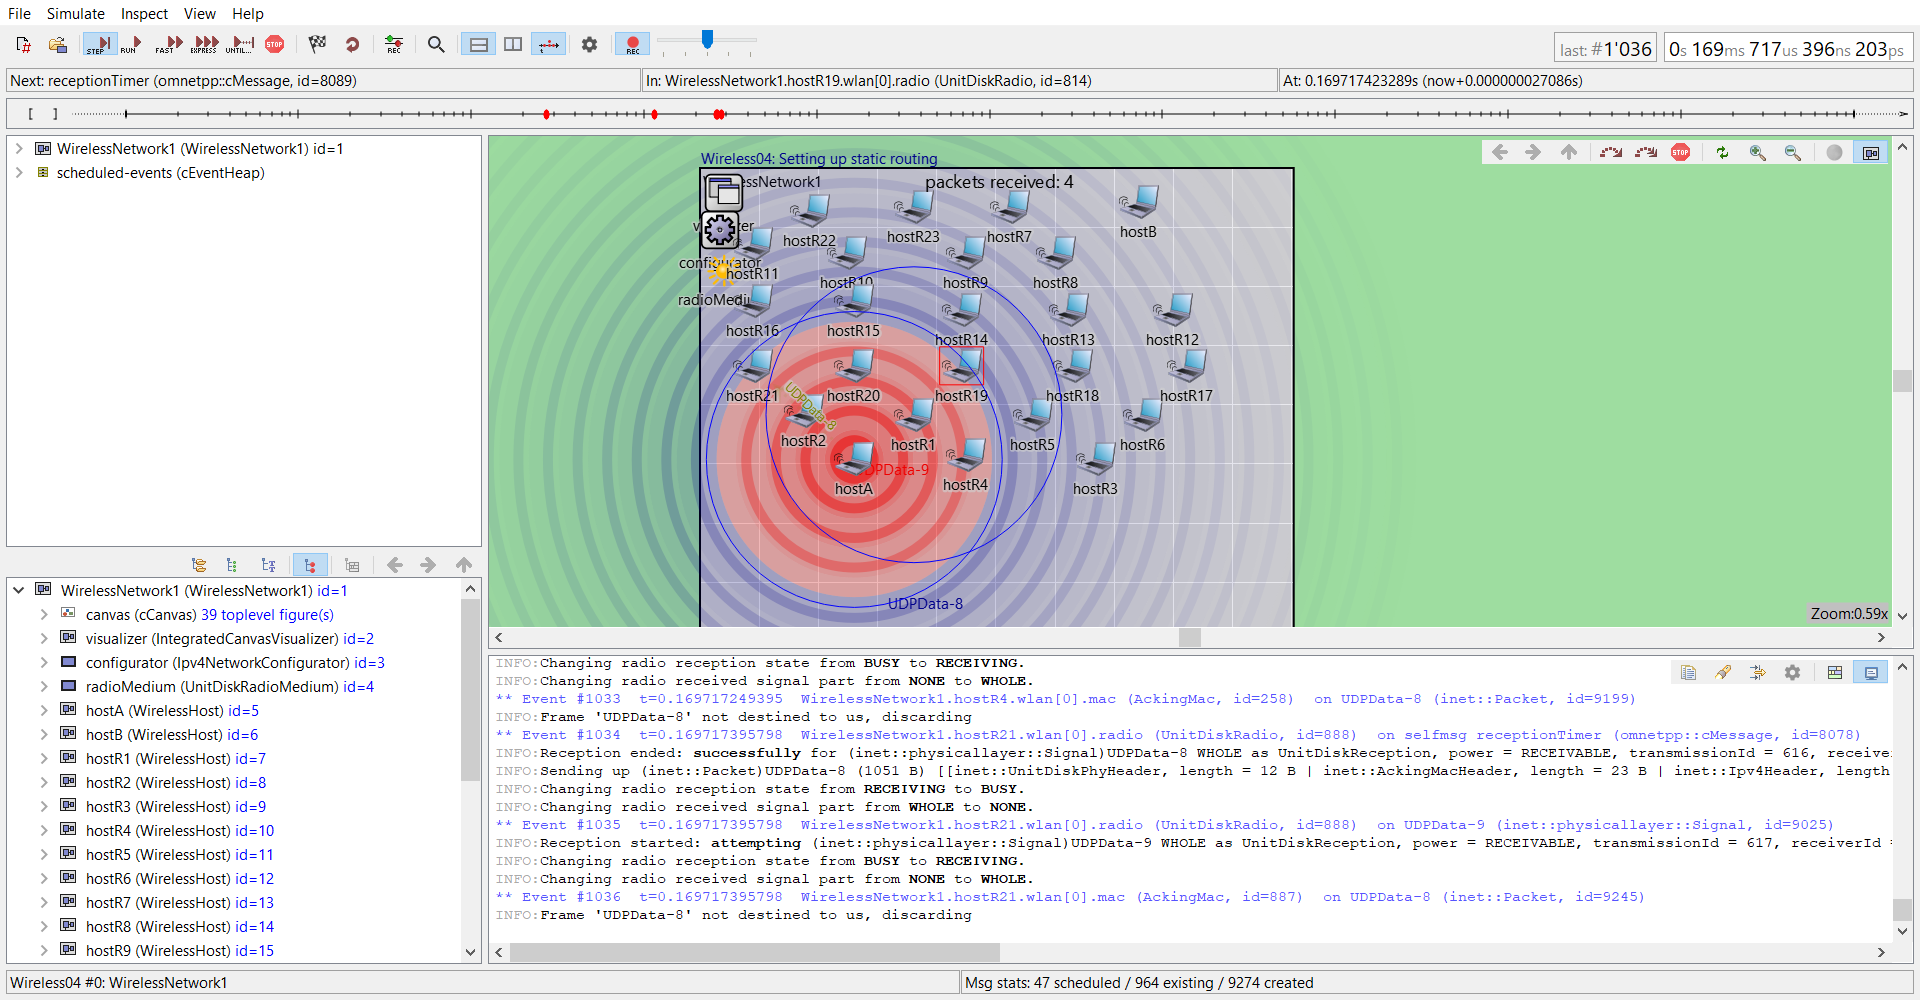 File Simulate Inspect View Help
STEP RUN FAST EXPRESS UNTIL... STOP REC REC
last: #1'036
0s 169ms 717us 396ns 203ps
Next: receptionTimer (omnetpp::cMessage, id=8089)
In: WirelessNetwork1.hostR19.wlan[0].radio (UnitDiskRadio, id=814)
At: 0.169717423289s (now+0.000000027086s)
[ ]
WirelessNetwork1 (WirelessNetwork1) id=1
scheduled-events (cEventHeap)
WirelessNetwork1 (WirelessNetwork1) id=1
canvas (cCanvas) 39 toplevel figure(s)
visualizer (IntegratedCanvasVisualizer) id=2
configurator (Ipv4NetworkConfigurator) id=3
radioMedium (UnitDiskRadioMedium) id=4
hostA (WirelessHost) id=5
hostB (WirelessHost) id=6
hostR1 (WirelessHost) id=7
hostR2 (WirelessHost) id=8
hostR3 (WirelessHost) id=9
hostR4 (WirelessHost) id=10
hostR5 (WirelessHost) id=11
hostR6 (WirelessHost) id=12
hostR7 (WirelessHost) id=13
hostR8 (WirelessHost) id=14
hostR9 (WirelessHost) id=15
Wireless04: Setting up static routing
STOP
packets received: 4
hostR22
hostR23
hostR7
hostB
configurator
hostR11
hostR10
hostR9
hostR8
hostR16
hostR15
hostR14
hostR13
hostR12
hostR21
hostR20
hostR19
hostR18
hostR17
UDPData-8
hostR2
hostR1
hostR5
hostR6
hostA
hostR4
hostR3
UDPData-8
Zoom:0.59x
INFO:Changing radio reception state from BUSY to RECEIVING.
INFO:Changing radio received signal part from NONE to WHOLE.
** Event #1033 t=0.169717249395 WirelessNetwork1.hostR4.wlan[0].mac (AckingMac, id=258) on UDPData-8 (inet::Packet, id=9199)
INFO:Frame 'UDPData-8' not destined to us, discarding
** Event #1034 t=0.169717395798 WirelessNetwork1.hostR21.wlan[0].radio (UnitDiskRadio, id=888) on selfmsg receptionTimer (omnetpp::cMessage, id=8078)
INFO:Reception ended: successfully for (inet::physicallayer::Signal)UDPData-8 WHOLE as UnitDiskReception, power = RECEIVABLE, transmissionId = 616, receive
INFO:Sending up (inet::Packet)UDPData-8 (1051 B) [[inet::UnitDiskPhyHeader, length = 12 B | inet::AckingMacHeader, length = 23 B | inet::Ipv4Header, length
INFO:Changing radio reception state from RECEIVING to BUSY.
INFO:Changing radio received signal part from WHOLE to NONE.
** Event #1035 t=0.169717395798 WirelessNetwork1.hostR21.wlan[0].radio (UnitDiskRadio, id=888) on UDPData-9 (inet::physicallayer::Signal, id=9025)
INFO:Reception started: attempting (inet::physicallayer::Signal)UDPData-9 WHOLE as UnitDiskReception, power = RECEIVABLE, transmissionId = 617, receiverId
INFO:Changing radio reception state from BUSY to RECEIVING.
INFO:Changing radio received signal part from NONE to WHOLE.
** Event #1036 t=0.169717395798 WirelessNetwork1.hostR21.wlan[0].mac (AckingMac, id=887) on UDPData-8 (inet::Packet, id=9245)
INFO:Frame 'UDPData-8' not destined to us, discarding
Wireless04 #0: WirelessNetwork1
Msg stats: 47 scheduled / 964 existing / 9274 created